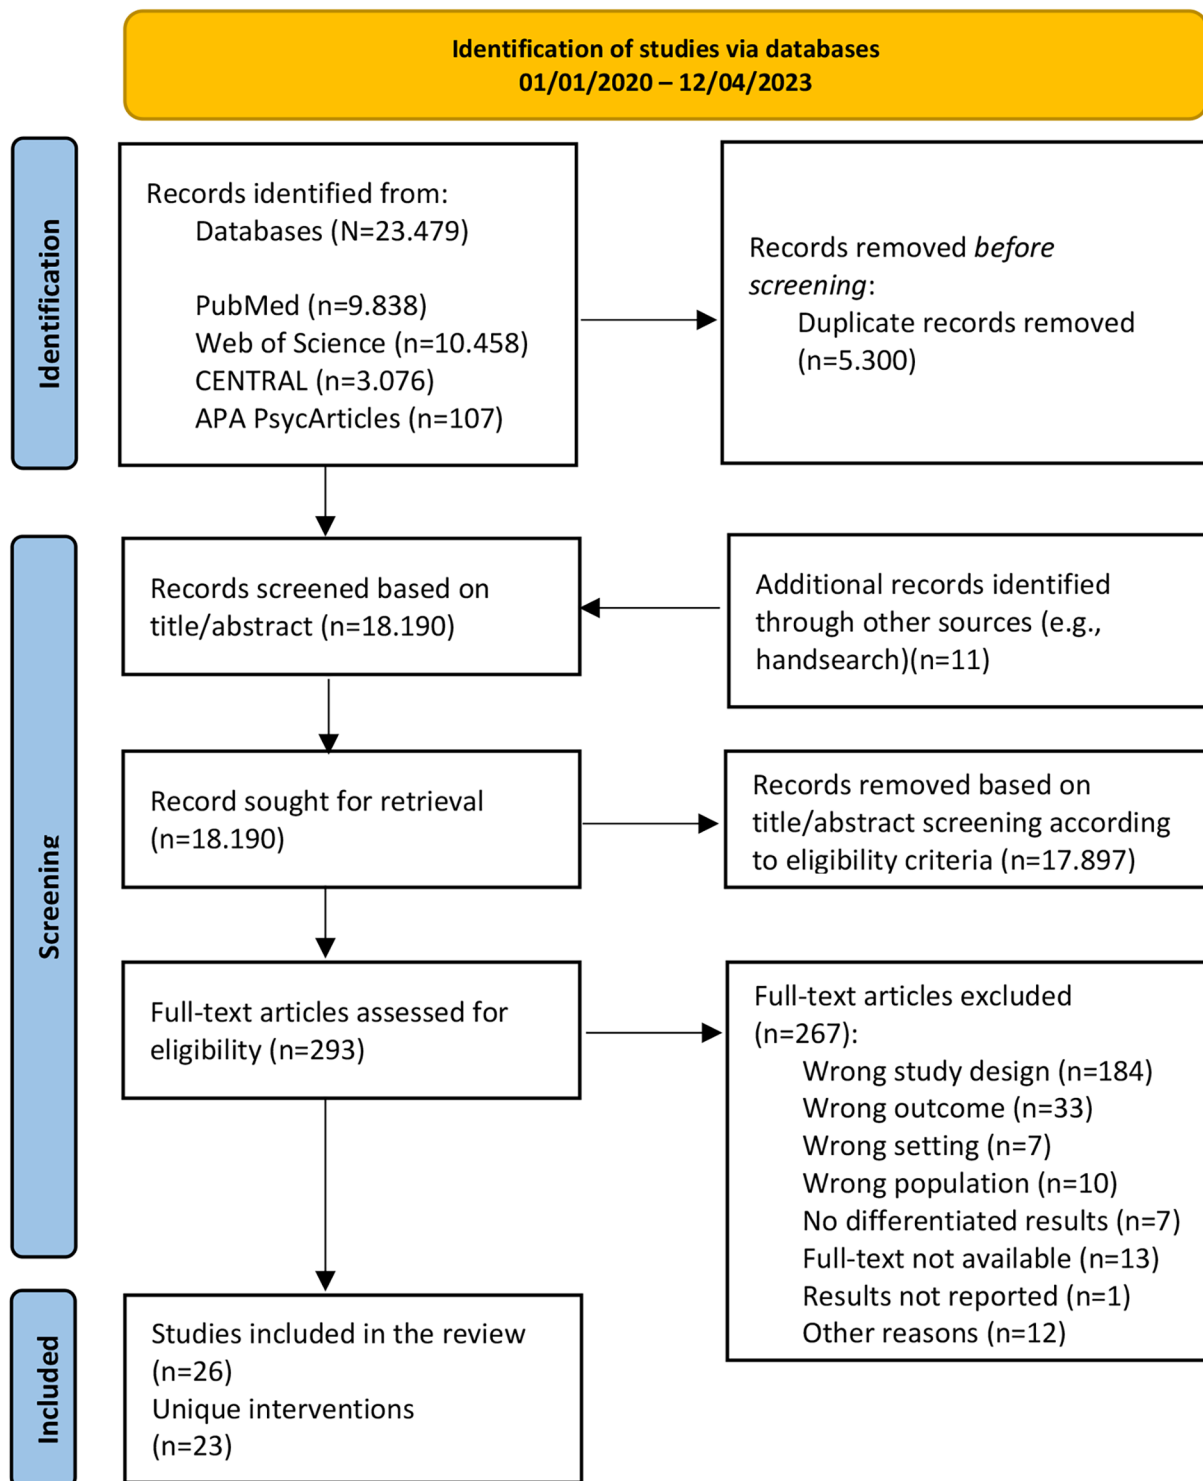 Identification of studies via databases
01/01/2020 – 12/04/2023
Identification
Records identified from:
Databases (N=23.479)
PubMed (n=9.838)
Web of Science (n=10.458)
CENTRAL (n=3.076)
APA PsycArticles (n=107)
Records removed before
screening:
Duplicate records removed
(n=5.300)
Screening
Records screened based on
title/abstract (n=18.190)
Additional records identified
through other sources (e.g.,
handsearch)(n=11)
Record sought for retrieval
(n=18.190)
Records removed based on
title/abstract screening according
to eligibility criteria (n=17.897)
Full-text articles assessed for
eligibility (n=293)
Full-text articles excluded
(n=267):
Wrong study design (n=184)
Wrong outcome (n=33)
Wrong setting (n=7)
Wrong population (n=10)
No differentiated results (n=7)
Full-text not available (n=13)
Results not reported (n=1)
Other reasons (n=12)
Included
Studies included in the review
(n=26)
Unique interventions
(n=23)